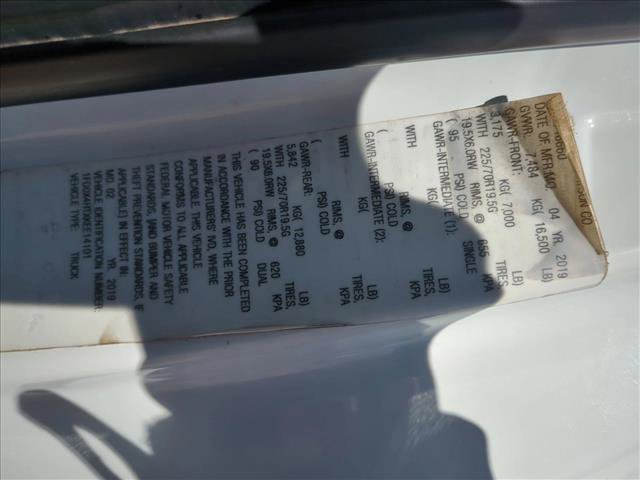 DATE OF MFR:MO. 04 YR. 2019
GVWR: 7,484 KG( 16,500 LB)
GAWR-FRONT:
3,175 KG( 7,000 LB)
WITH 225/70R19.5G TIRES,
19.5X6.0RW RIMS, @ 655 KPA
( 95 PSI) COLD SINGLE
GAWR-INTERMEDIATE (1):
KG( LB)
WITH TIRES,
RIMS, @ KPA
( PSI) COLD
GAWR-INTERMEDIATE (2):
KG( LB)
WITH TIRES,
RIMS, @ KPA
( PSI) COLD
GAWR-REAR:
5,842 KG( 12,880 LB)
WITH 225/70R19.5G TIRES,
19.5X6.0RW RIMS, @ 620 KPA
( 90 PSI) COLD DUAL
THIS VEHICLE HAS BEEN COMPLETED
IN ACCORDANCE WITH THE PRIOR
MANUFACTURERS' IVD, WHERE
APPLICABLE. THIS VEHICLE
CONFORMS TO ALL APPLICABLE
FEDERAL MOTOR VEHICLE SAFETY
STANDARDS, [AND BUMPER AND
THEFT PREVENTION STANDARDS, IF
APPLICABLE] IN EFFECT IN:
MO. 02 YR. 2019
VEHICLE IDENTIFICATION NUMBER:
VEHICLE TYPE: TRUCK